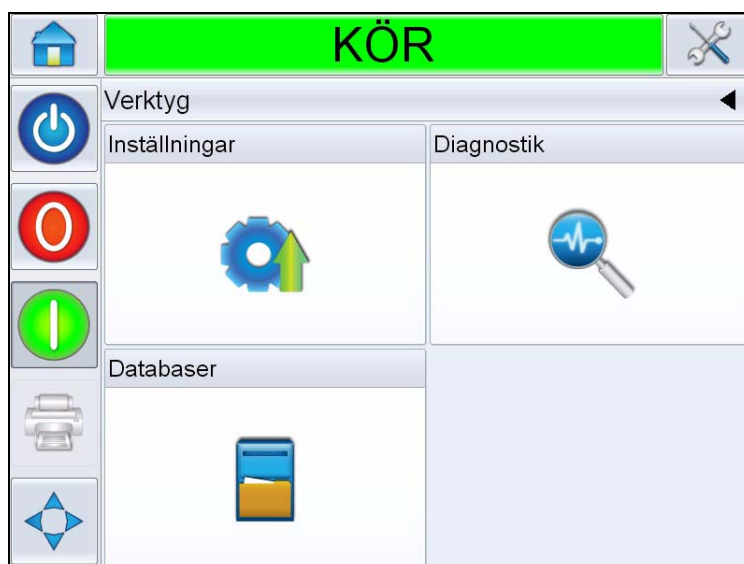 KÖR
Verktyg
Inställningar
Diagnostik
Databaser